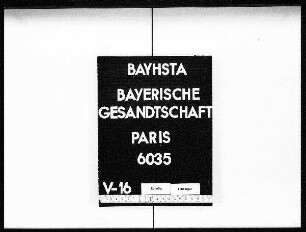 BAYHSTA
BAYERISCHE
GESANDTSCHAFT
PARIS
6035
V-16